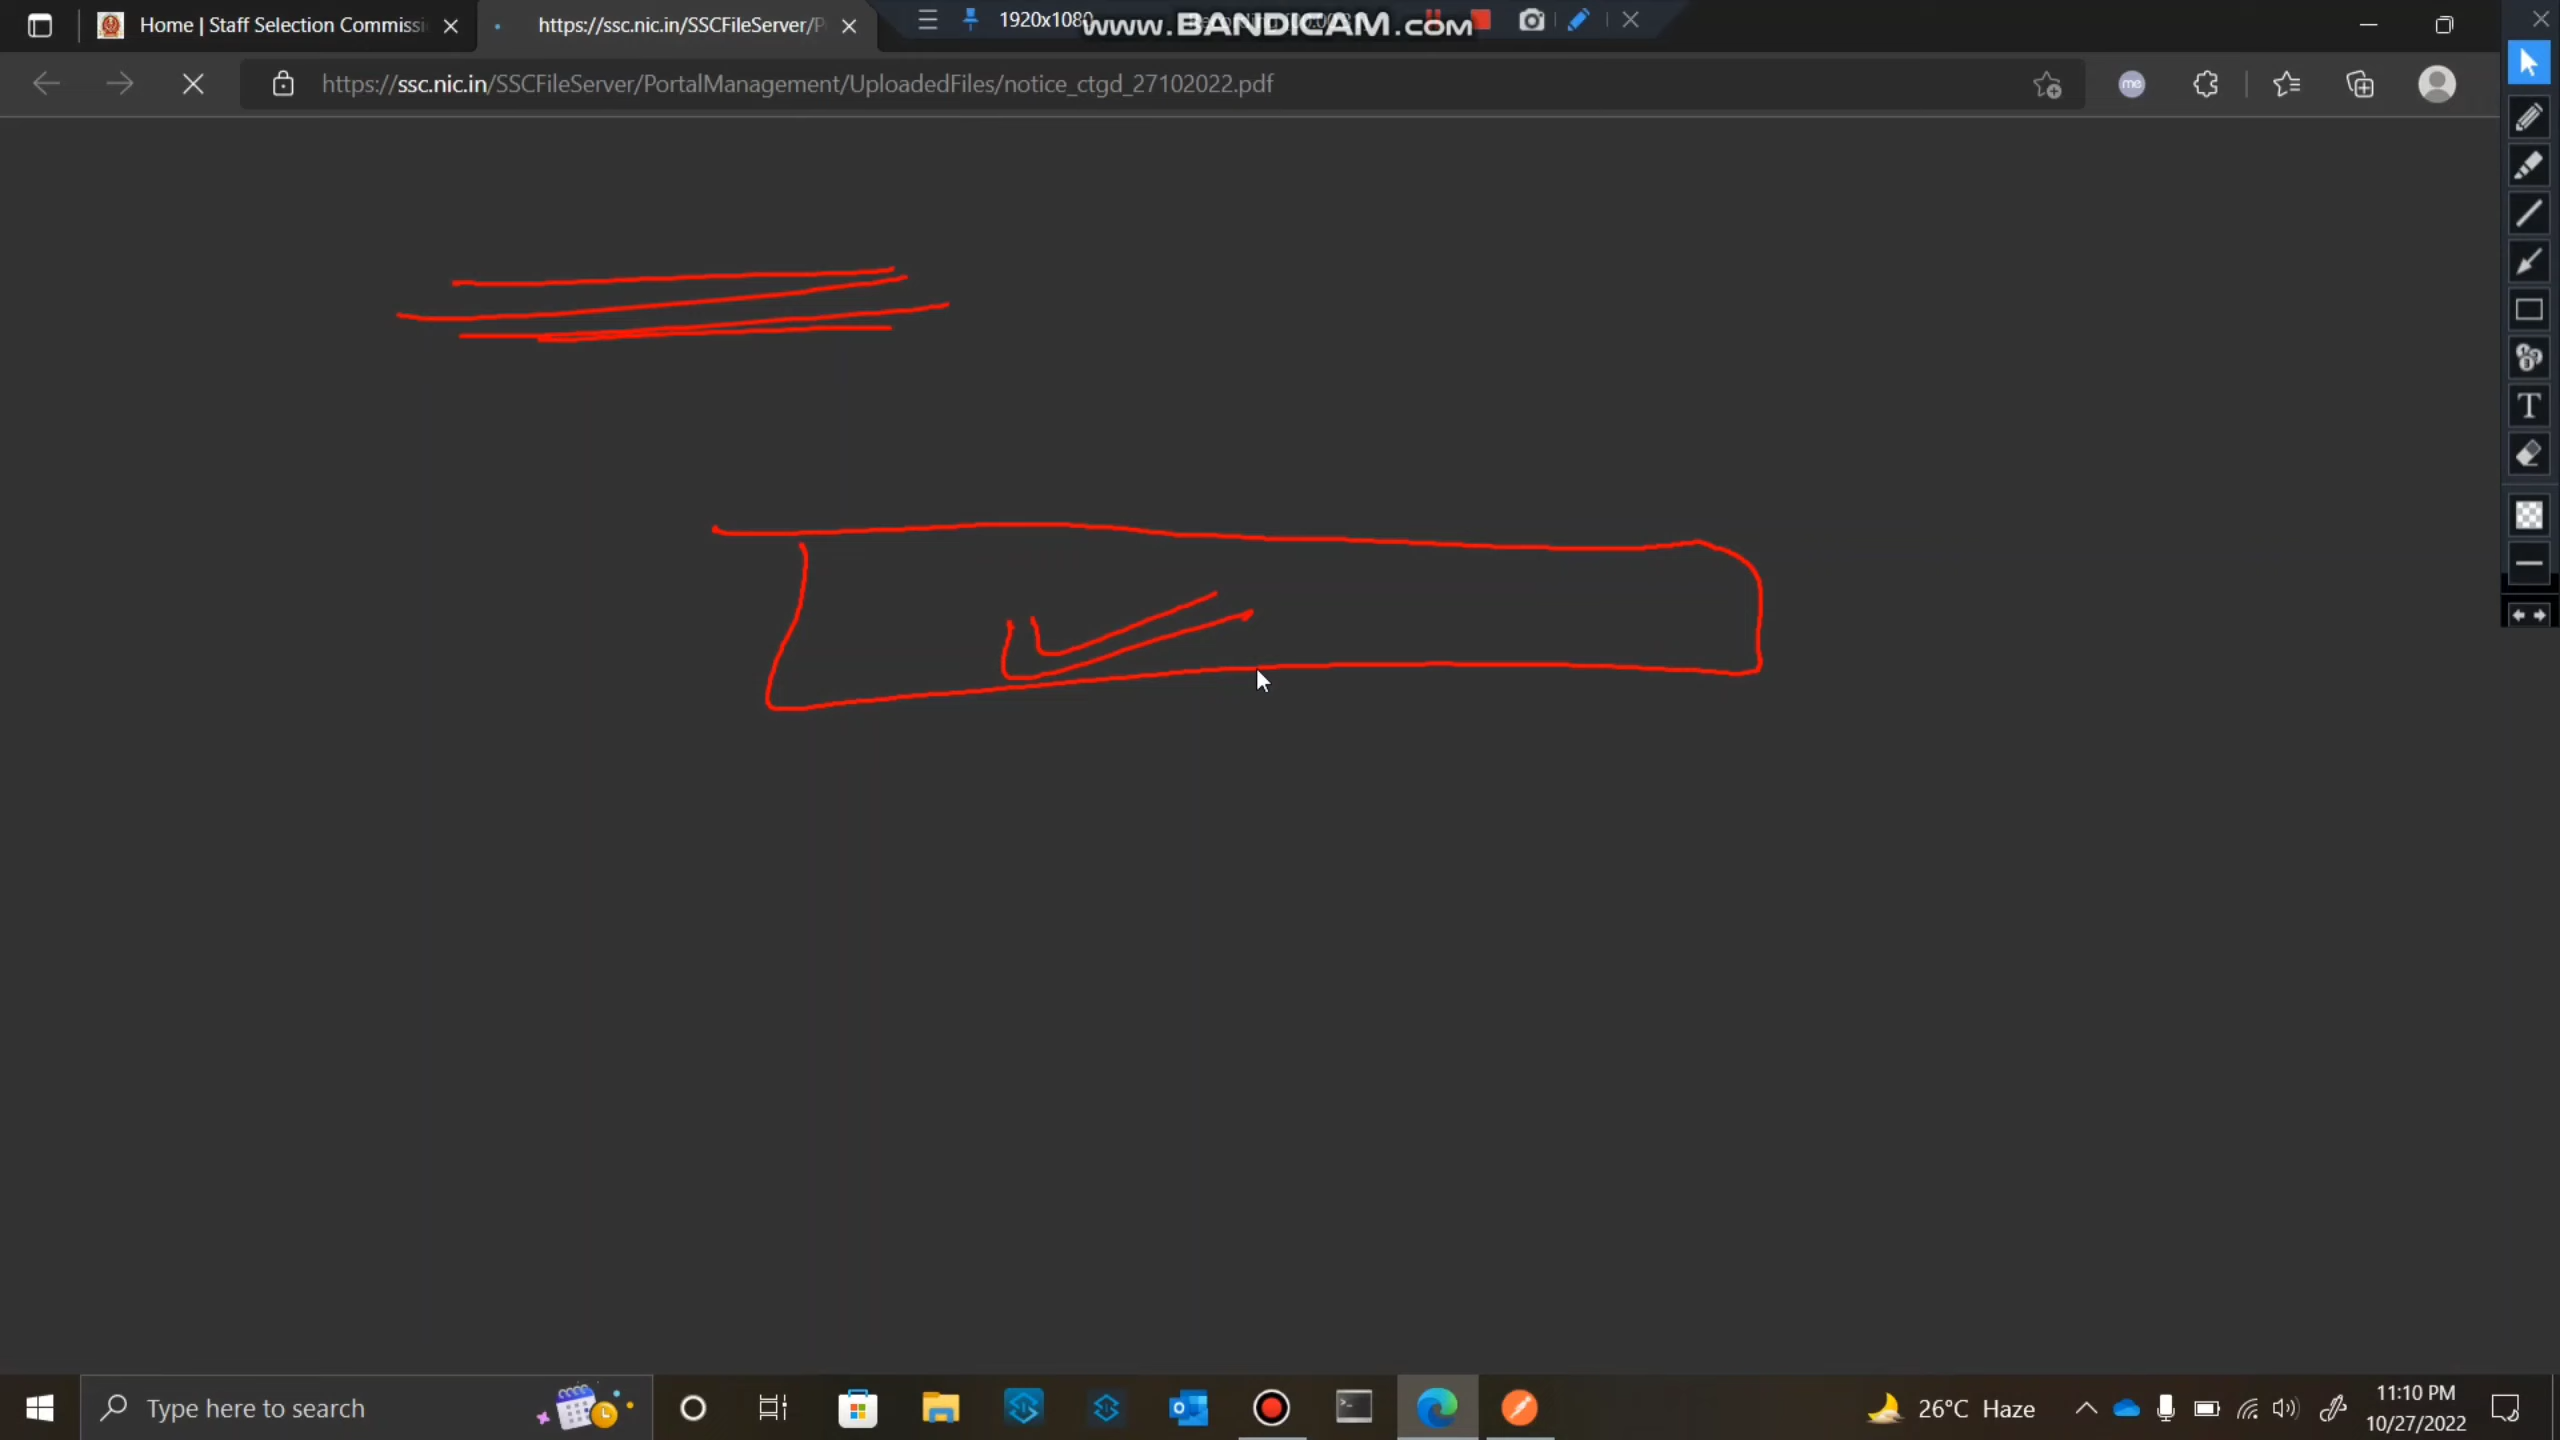 Home | Staff Selection Commissi
https://ssc.nic.in/SSCFileServer/P
1920x1080
www.BANDICAM.com
https://ssc.nic.in/SSCFileServer/PortalManagement/UploadedFiles/notice_ctgd_27102022.pdf
me
T
Type here to search
26°C Haze
11:10 PM
10/27/2022